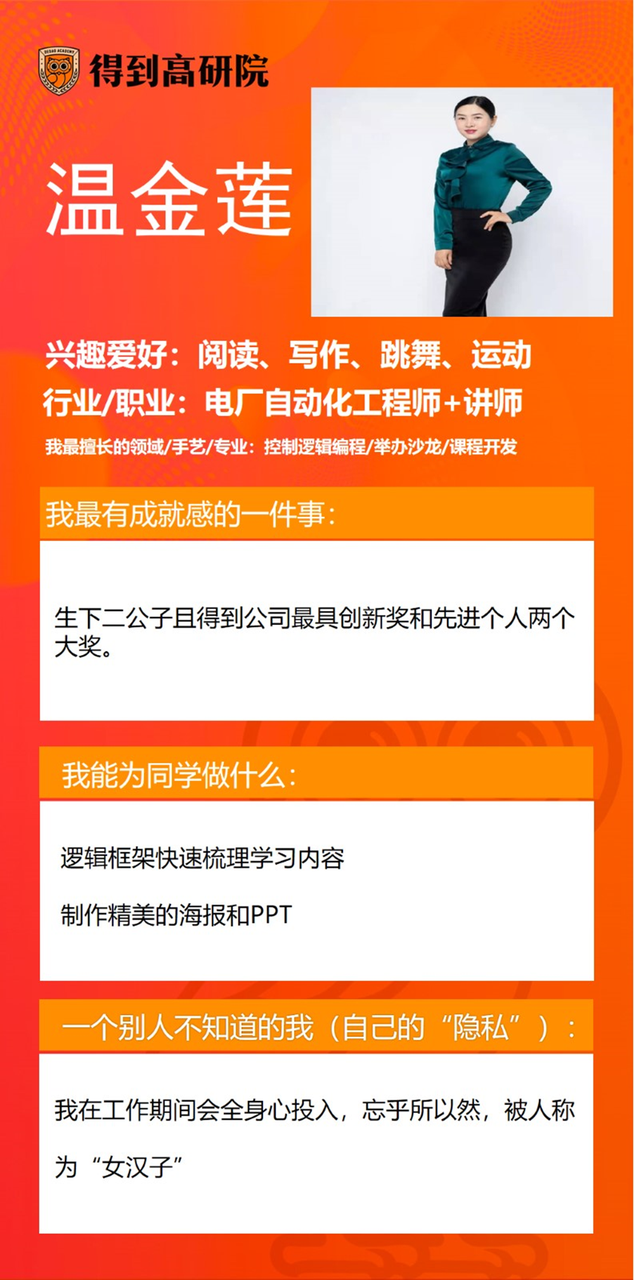 得到高研院
温金莲
兴趣爱好：阅读、写作、跳舞、运动
行业/职业：电厂自动化工程师+讲师
我最擅长的领域/手艺/专业：控制逻辑编程/举办沙龙/课程开发
我最有成就感的一件事：
生下二公子且得到公司最具创新奖和先进个人两个
大奖。
我能为同学做什么：
逻辑框架快速梳理学习内容
制作精美的海报和PPT
一个别人不知道的我（自己的“隐私”）：
我在工作期间会全身心投入，忘乎所以然，被人称
为“女汉子”